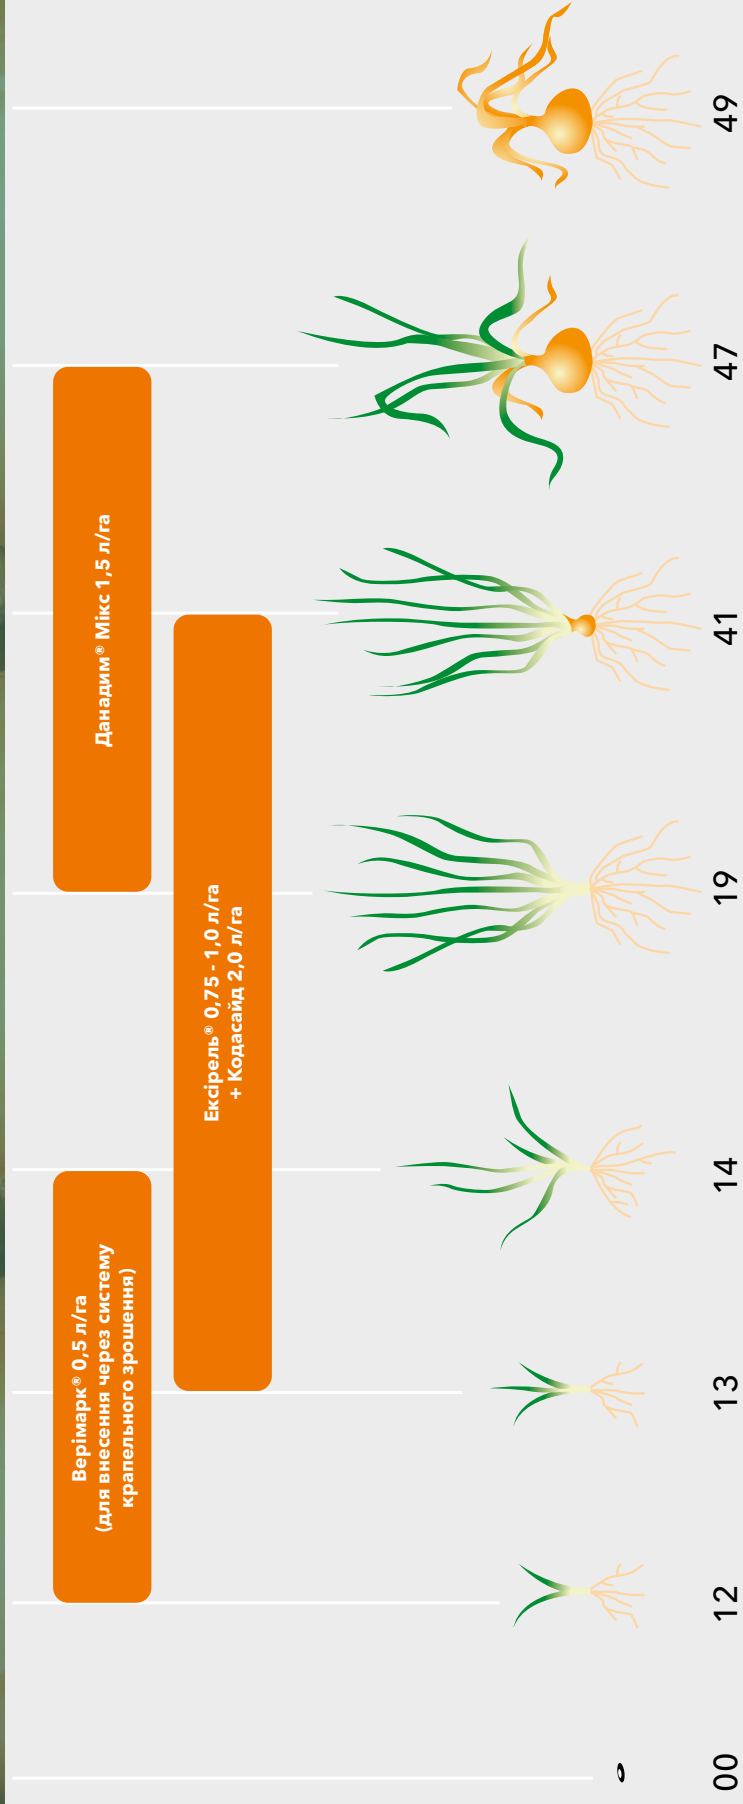 Верімарк® 0,5 л/га
(для внесення через систему
крапельного зрошення)
Данадим® Мікс 1,5 л/га
Ексірель® 0,75 - 1,0 л/га
+ Кодасайд 2,0 л/га
00
12
13
14
19
41
47
49